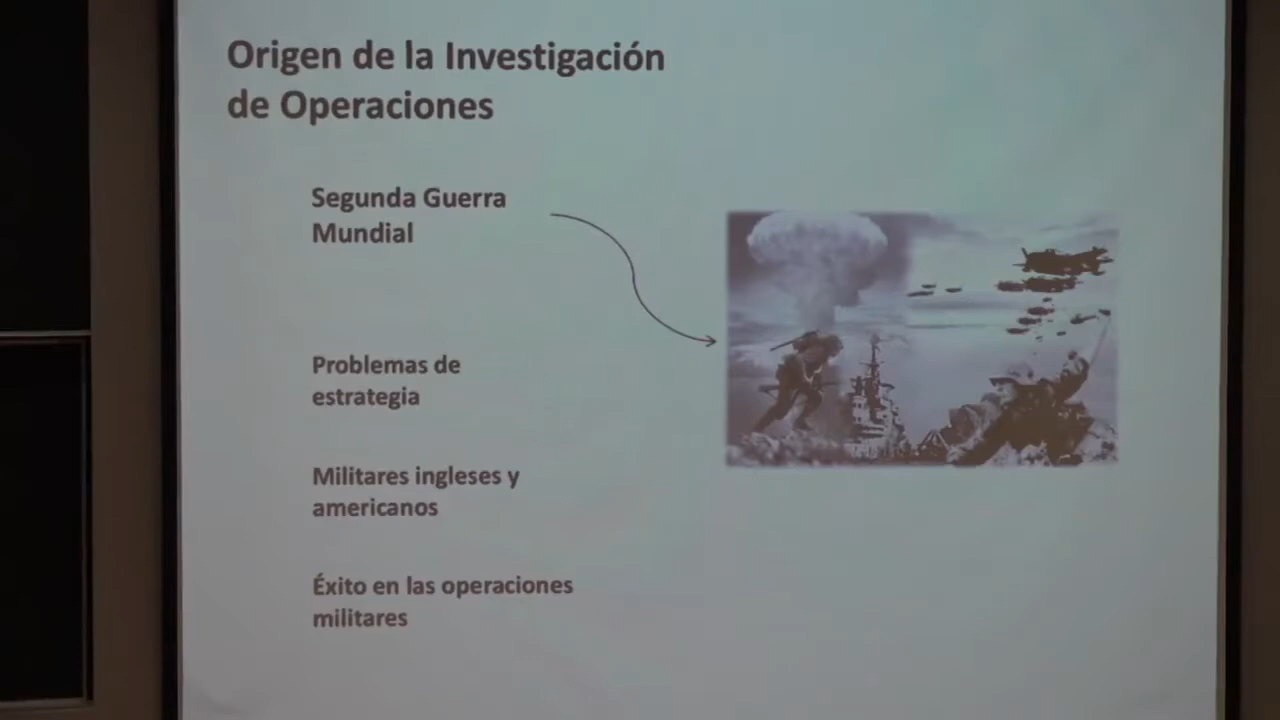 Origen de la Investigación
de Operaciones
Segunda Guerra
Mundial
Problemas de
estrategia
Militares ingleses y
americanos
Éxito en las operaciones
militares